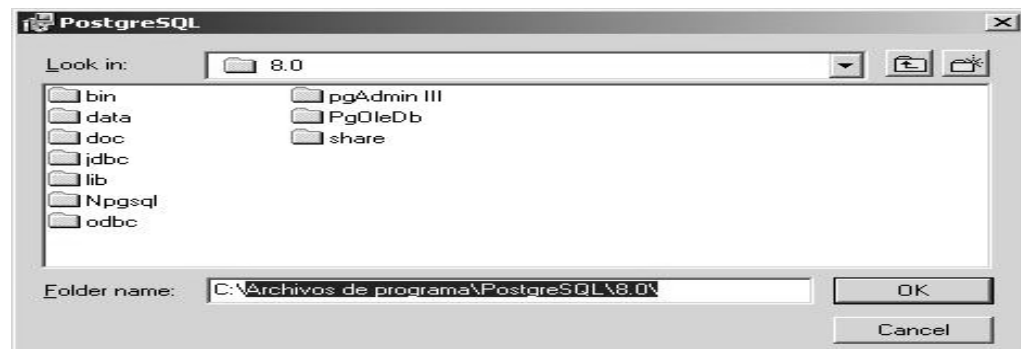 PostgreSQL
Look in:
8.0
bin
data
doc
jdbc
lib
Npgsql
odbc
pgAdmin III
PgOleDb
share
Folder name:
C:\Archivos de programa\PostgreSQL\8.0\
OK
Cancel